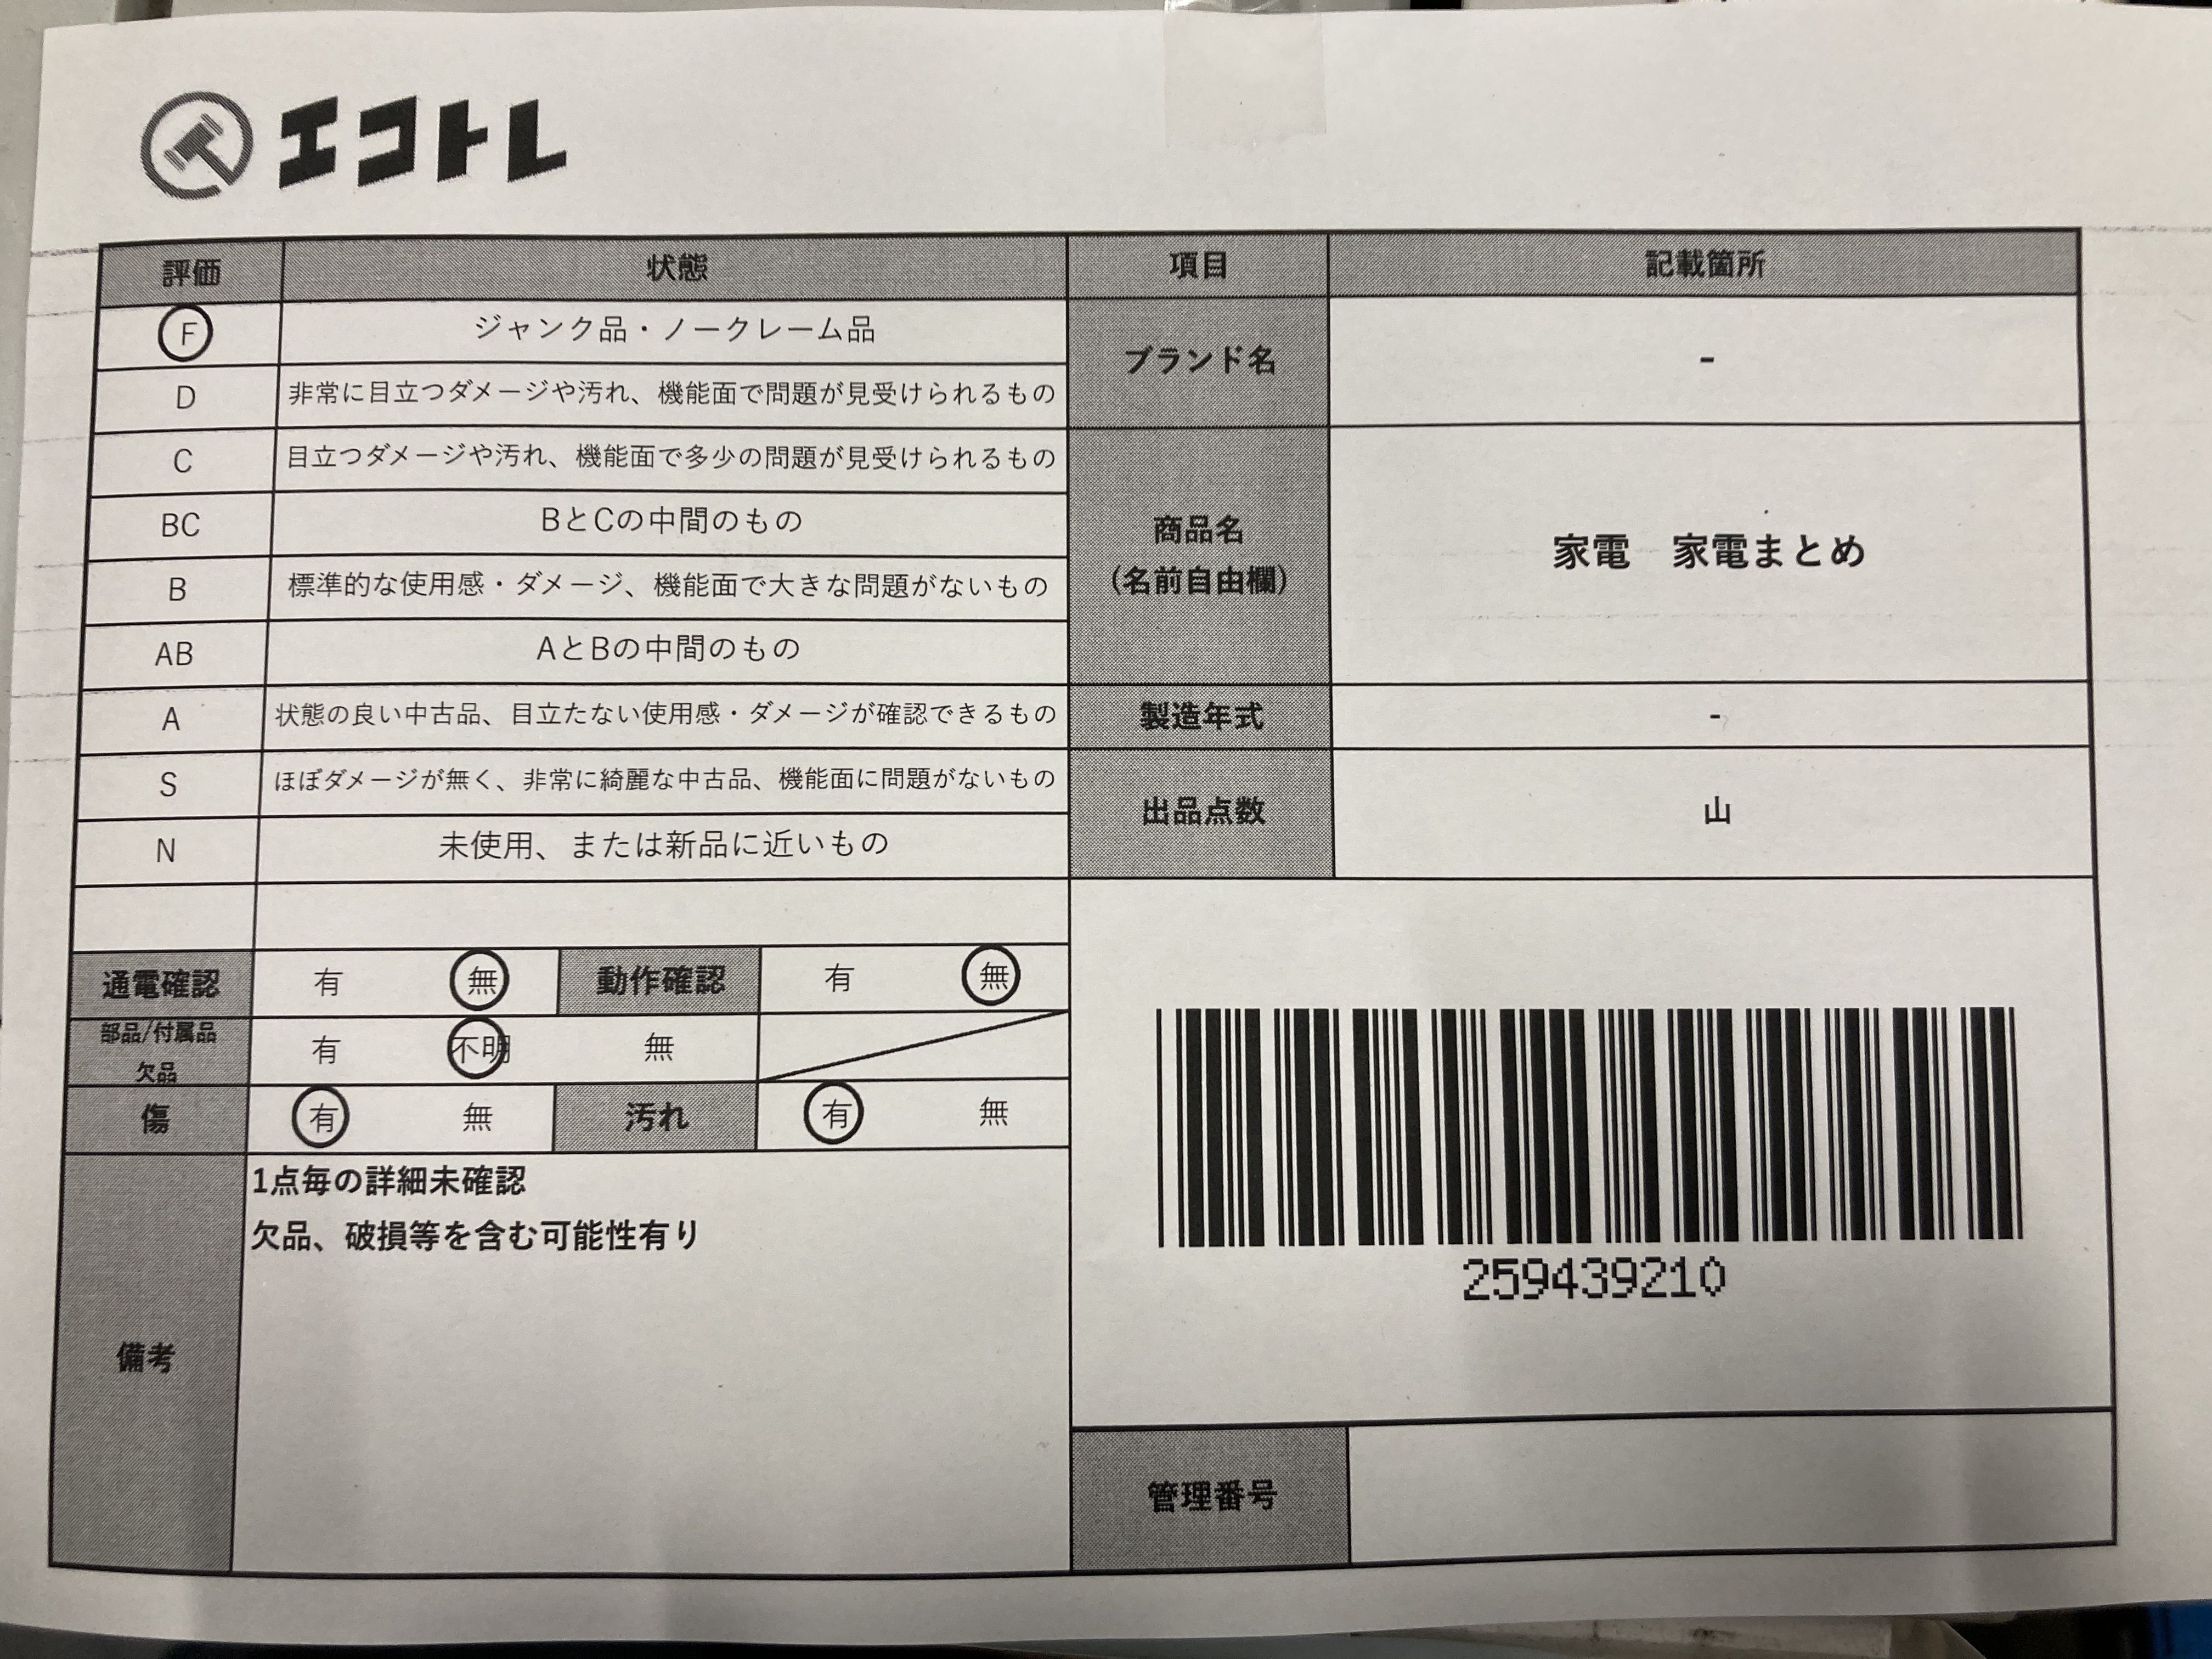 エコトレ
評価 状態 項目 記載箇所
F ジャンク品・ノークレーム品
ブランド名 -
D 非常に目立つダメージや汚れ、機能面で問題が見受けられるもの
C 目立つダメージや汚れ、機能面で多少の問題が見受けられるもの
BC BとCの中間のもの
商品名
(名前自由欄)
家電　家電まとめ
B 標準的な使用感・ダメージ、機能面で大きな問題がないもの
AB AとBの中間のもの
A 状態の良い中古品、目立たない使用感・ダメージが確認できるもの
製造年式 -
S ほぼダメージが無く、非常に綺麗な中古品、機能面に問題がないもの
出品点数 山
N 未使用、または新品に近いもの
通電確認 有 無 動作確認 有 無
部品/付属品
欠品
有 不明 無
傷 有 無 汚れ 有 無
備考
1点毎の詳細未確認
欠品、破損等を含む可能性有り
259439210
管理番号